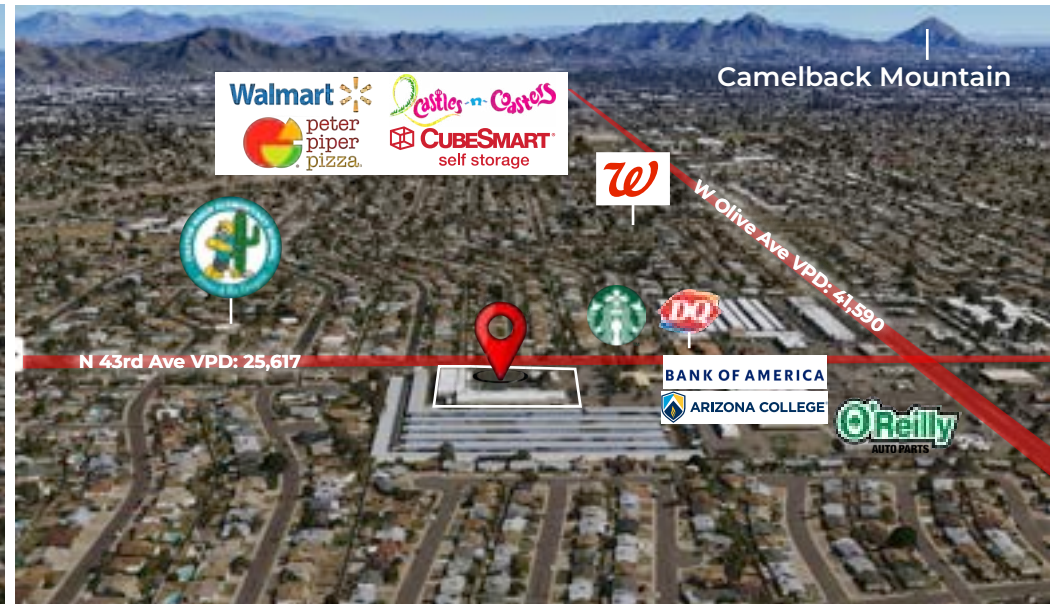 Camelback Mountain
Walmart
Castles-n-Coasters
peter
piper
pizza.
CUBESMART
self storage
W
W Olive Ave VPD: 41,590
DQ
N 43rd Ave VPD: 25,617
BANK OF AMERICA
ARIZONA COLLEGE
O'Reilly
AUTO PARTS